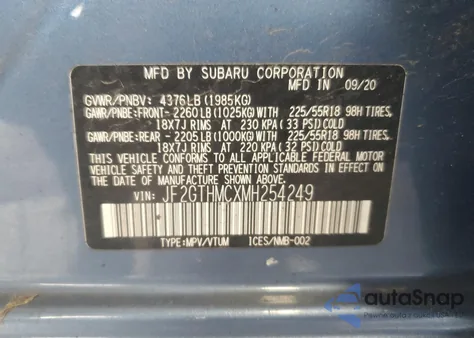 MFD BY SUBARU CORPORATION
GVWR/PNBV: 4376LB (1985KG) MFD IN 09/20
GAWR/PNBE:FRONT- 2260LB (1025KG)WITH 225/55R18 98H TIRES,
18X7J RIMS AT 230 KPA (33 PSI)COLD
GAWR/PNBE:REAR - 2205LB (1000KG)WITH 225/55R18 98H TIRES,
18X7J RIMS AT 220 KPA (32 PSI)COLD
THIS VEHICLE CONFORMS TO ALL APPLICABLE FEDERAL MOTOR
VEHICLE SAFETY AND THEFT PREVENTION STANDARDS IN
EFFECT ON THE DATE OF MANUFACTURE SHOWN ABOVE.
VIN: JF2GTHMCXMH254249
TYPE:MPV/VTUM ICES/NMB-002
autoSnap